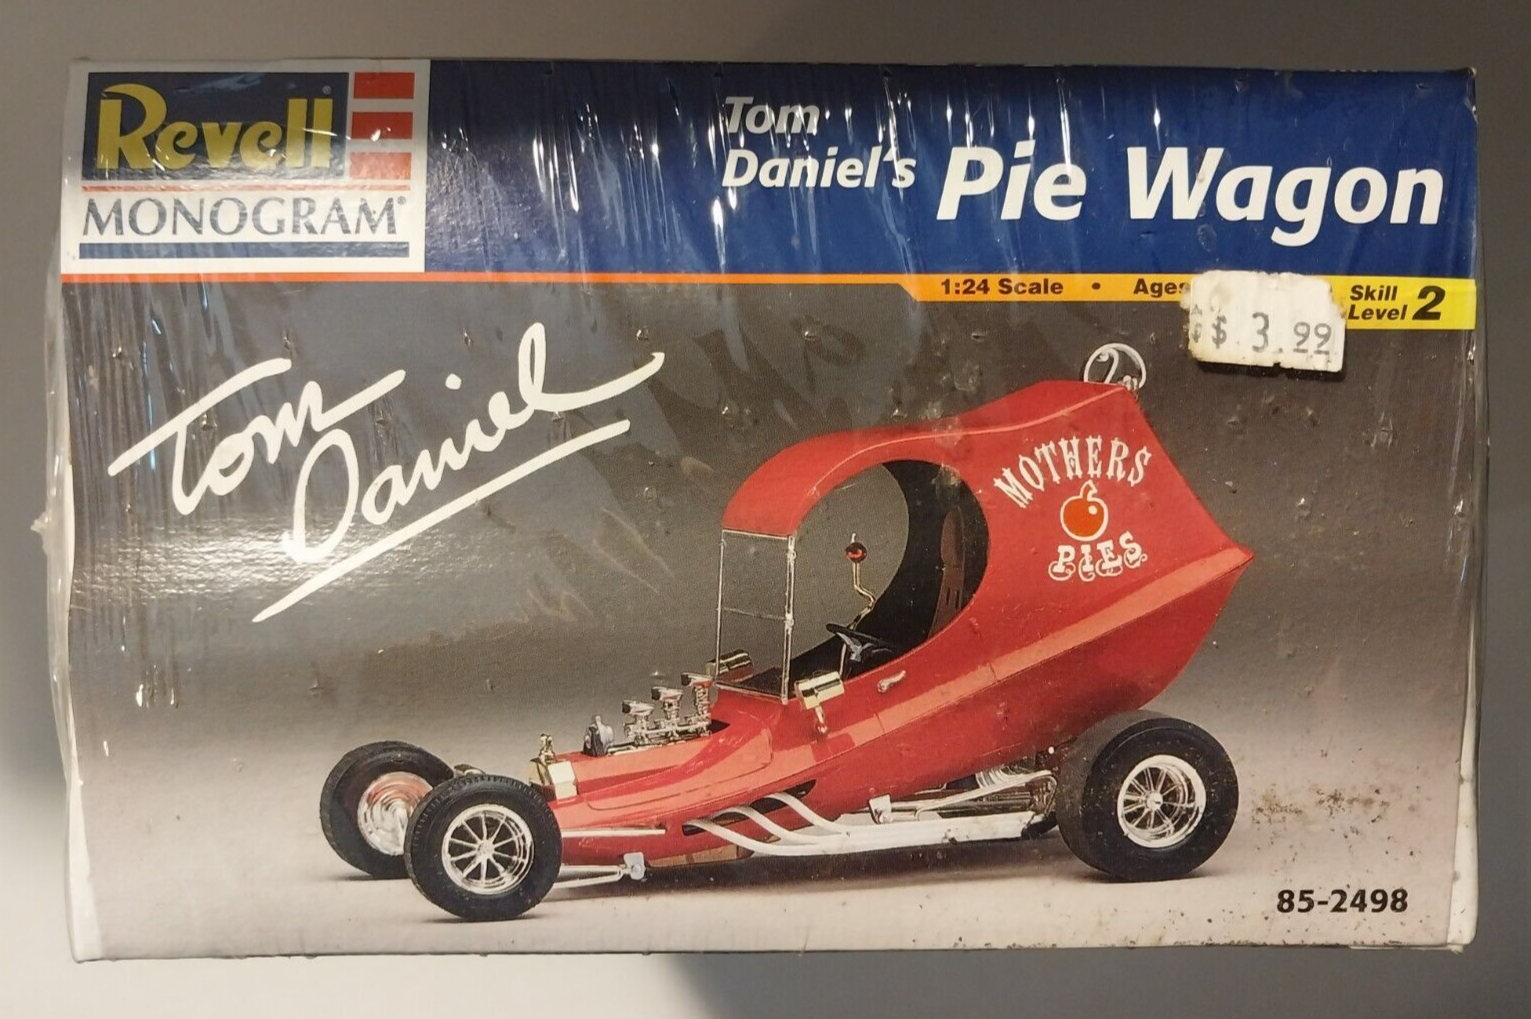 Revell
MONOGRAM®
Tom
Daniel's Pie Wagon
1:24 Scale • Ages
Skill
Level 2
$ 3.99
Tom
Daniel
MOTHERS
PIES
85-2498